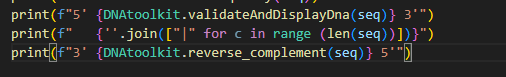 print(f"5' {DNAtoolkit.validateAndDisplayDna(seq)} 3'")
print(f"   {''.join(["|" for c in range (len(seq))])}")
print(f"3' {DNAtoolkit.reverse_complement(seq)} 5'")